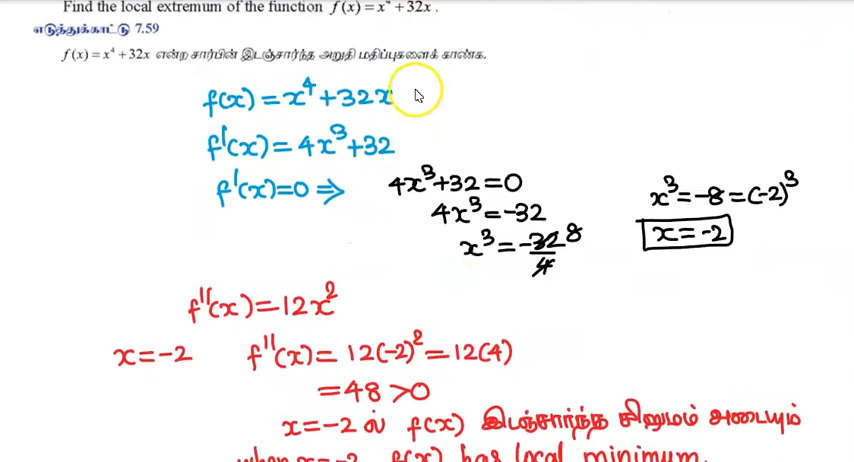 Find the local extremum of the function f(x) = x⁴ + 32x .
எடுத்துக்காட்டு 7.59
f(x) = x⁴ + 32x என்ற சார்பின் இடஞ்சார்ந்த அறுதி மதிப்புகளைக் காண்க.
f(x) = x⁴ + 32x
f'(x) = 4x³ + 32
f'(x) = 0 ⇒ 4x³ + 32 = 0
4x³ = -32
x³ = -32/4 8
x³ = -8 = (-2)³
x = -2
f''(x) = 12x²
x = -2 f''(x) = 12(-2)² = 12(4)
= 48 > 0
x = -2 ல் f(x) இடஞ்சார்ந்த சிறுமம் அடையும்
when x = -2 f(x) has local minimum.